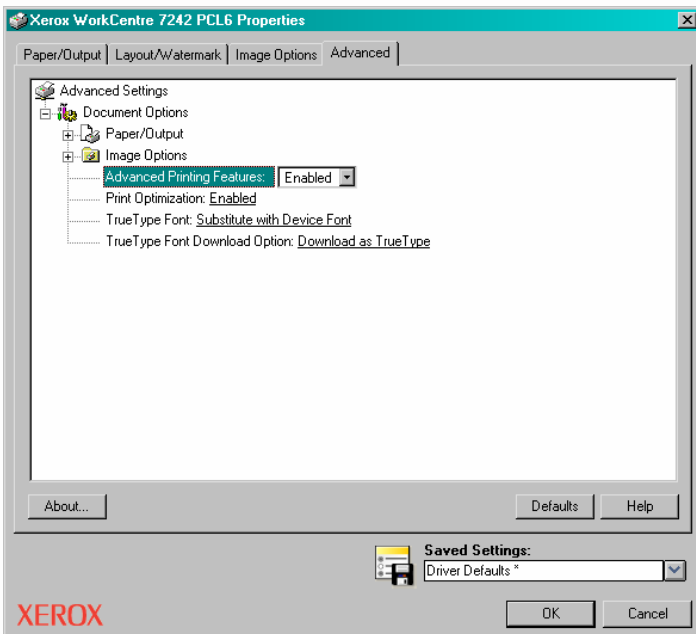 Xerox WorkCentre 7242 PCL6 Properties
Paper/Output Layout/Watermark Image Options Advanced
Advanced Settings
Document Options
Paper/Output
Image Options
Advanced Printing Features: Enabled
Print Optimization: Enabled
TrueType Font: Substitute with Device Font
TrueType Font Download Option: Download as TrueType
About... Defaults Help
Saved Settings:
Driver Defaults *
XEROX OK Cancel